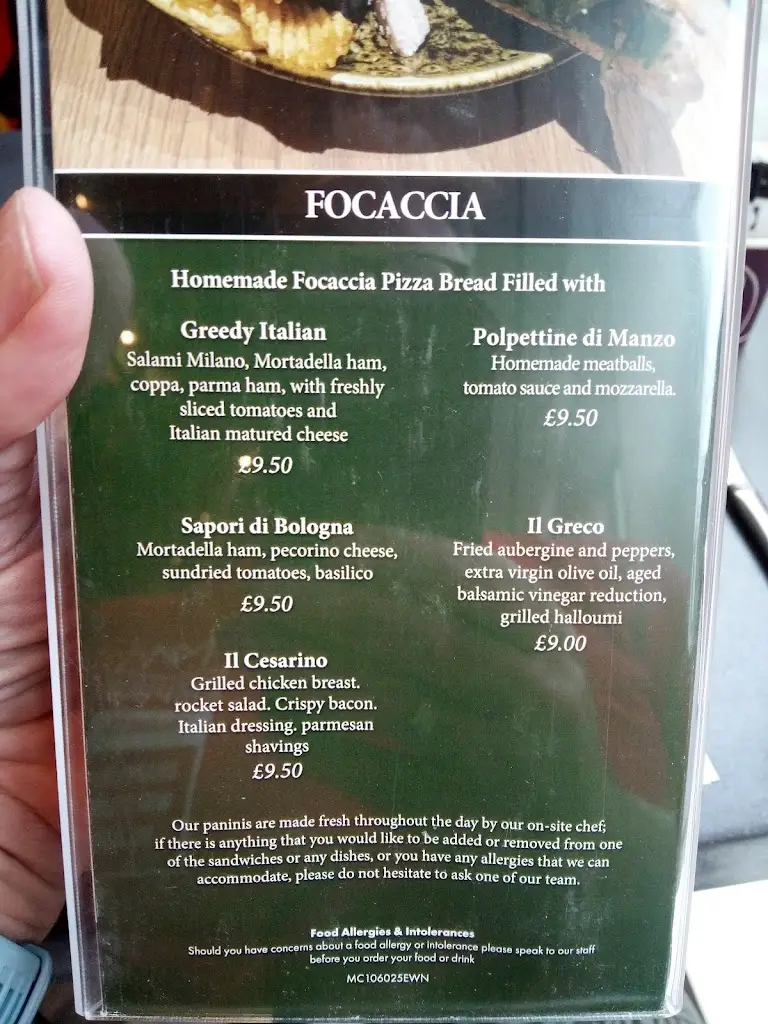 FOCACCIA
Homemade Focaccia Pizza Bread Filled with
Greedy Italian
Salami Milano, Mortadella ham,
coppa, parma ham, with freshly
sliced tomatoes and
Italian matured cheese
£9.50
Polpettine di Manzo
Homemade meatballs,
tomato sauce and mozzarella.
£9.50
Sapori di Bologna
Mortadella ham, pecorino cheese,
sundried tomatoes, basilico
£9.50
Il Greco
Fried aubergine and peppers,
extra virgin olive oil, aged
balsamic vinegar reduction,
grilled halloumi
£9.00
Il Cesarino
Grilled chicken breast.
rocket salad. Crispy bacon.
Italian dressing. parmesan
shavings
£9.50
Our paninis are made fresh throughout the day by our on-site chef;
if there is anything that you would like to be added or removed from one
of the sandwiches or any dishes, or you have any allergies that we can
accommodate, please do not hesitate to ask one of our team.
Food Allergies & Intolerances
Should you have concerns about a food allergy or intolerance please speak to our staff
before you order your food or drink
MC106025EWN